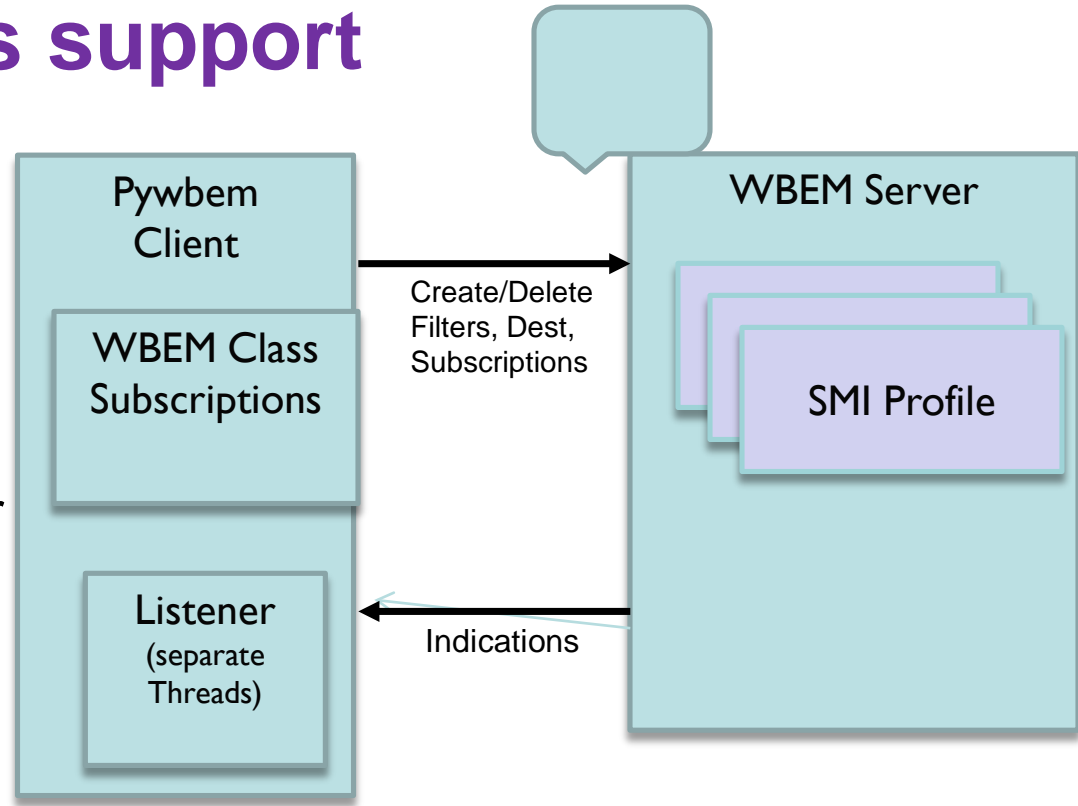 s support
Pywbem
Client
WBEM Class
Subscriptions
Listener
(separate
Threads)
Create/Delete
Filters, Dest,
Subscriptions
Indications
WBEM Server
SMI Profile